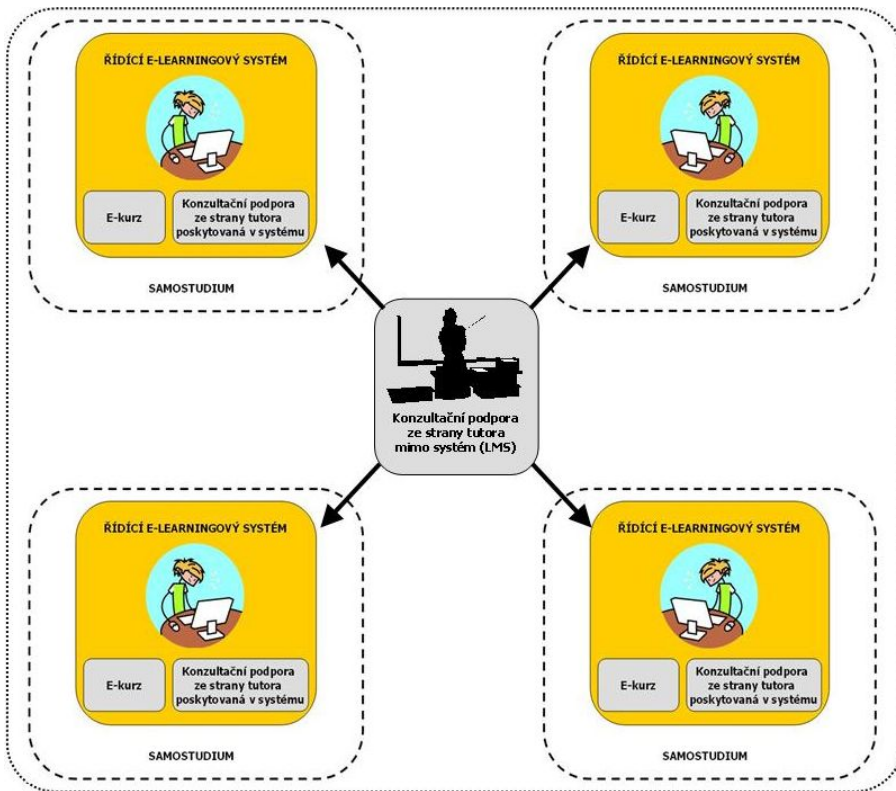 ŘÍDÍCÍ E-LEARNINGOVÝ SYSTÉM
E-kurz
Konzultační podpora
ze strany tutora
poskytovaná v systému
SAMOSTUDIUM
ŘÍDÍCÍ E-LEARNINGOVÝ SYSTÉM
E-kurz
Konzultační podpora
ze strany tutora
poskytovaná v systému
SAMOSTUDIUM
Konzultační podpora
ze strany tutora
mimo systém (LMS)
ŘÍDÍCÍ E-LEARNINGOVÝ SYSTÉM
E-kurz
Konzultační podpora
ze strany tutora
poskytovaná v systému
SAMOSTUDIUM
ŘÍDÍCÍ E-LEARNINGOVÝ SYSTÉM
E-kurz
Konzultační podpora
ze strany tutora
poskytovaná v systému
SAMOSTUDIUM